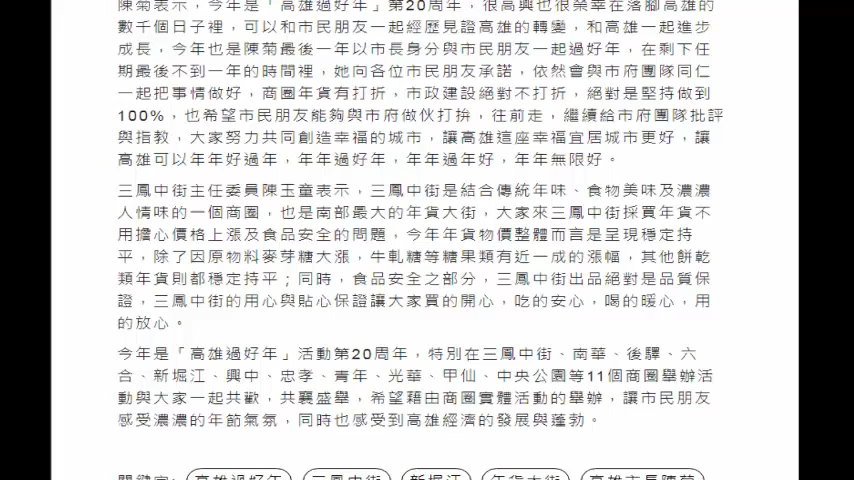 陳菊表示，今年是「高雄過好年」第20周年，很高興也很榮幸在落腳高雄的
數千個日子裡，可以和市民朋友一起經歷見證高雄的轉變，和高雄一起進步
成長，今年也是陳菊最後一年以市長身分與市民朋友一起過好年，在剩下任
期最後不到一年的時間裡，她向各位市民朋友承諾，依然會與市府團隊同仁
一起把事情做好，商圈年貨有打折，市政建設絕對不打折，絕對是堅持做到
100%，也希望市民朋友能夠與市府做伙打拚，往前走，繼續給市府團隊批評
與指教，大家努力共同創造幸福的城市，讓高雄這座幸福宜居城市更好，讓
高雄可以年年好過年，年年過好年，年年過年好，年年無限好。
三鳳中街主任委員陳玉童表示，三鳳中街是結合傳統年味、食物美味及濃濃
人情味的一個商圈，也是南部最大的年貨大街，大家來三鳳中街採買年貨不
用擔心價格上漲及食品安全的問題，今年年貨物價整體而言是呈現穩定持
平，除了因原物料麥芽糖大漲，牛軋糖等糖果類有近一成的漲幅，其他餅乾
類年貨則都穩定持平；同時，食品安全之部分，三鳳中街出品絕對是品質保
證，三鳳中街的用心與貼心保證讓大家買的開心，吃的安心，喝的暖心，用
的放心。
今年是「高雄過好年」活動第20周年，特別在三鳳中街、南華、後驛、六
合、新堀江、興中、忠孝、青年、光華、甲仙、中央公園等11個商圈舉辦活
動與大家一起共歡，共襄盛舉，希望藉由商圈實體活動的舉辦，讓市民朋友
感受濃濃的年節氣氛，同時也感受到高雄經濟的發展與蓬勃。
關鍵字: 高雄過好年 三鳳中街 新堀江 年貨大街 高雄市長陳菊